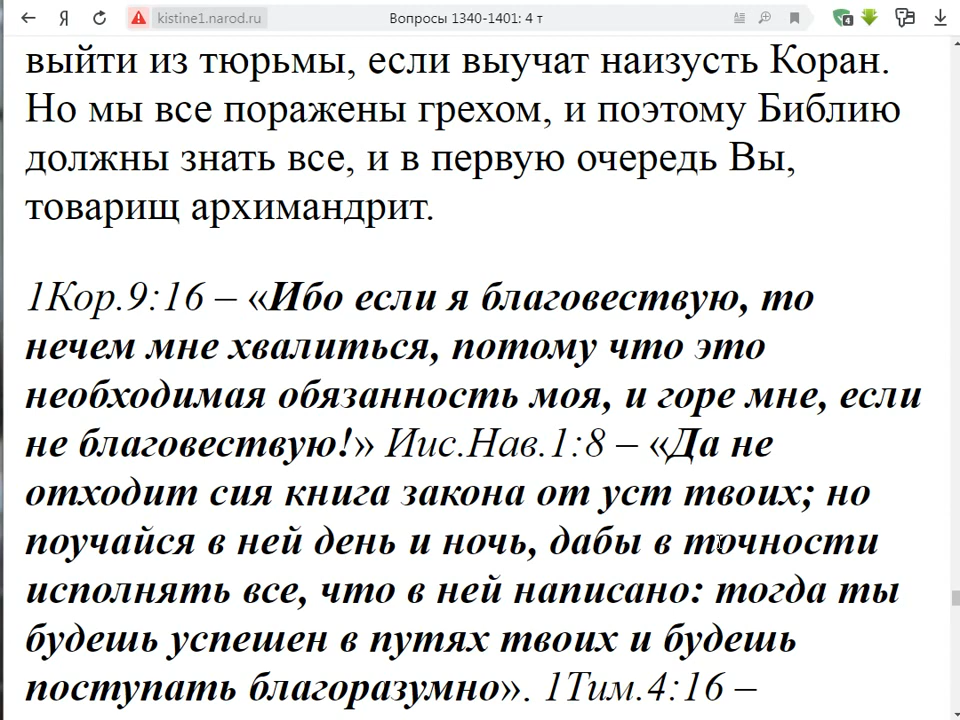 kistine1.narod.ru
Вопросы 1340-1401: 4 т
4
выйти из тюрьмы, если выучат наизусть Коран.
Но мы все поражены грехом, и поэтому Библию
должны знать все, и в первую очередь Вы,
товарищ архимандрит.
1Кор.9:16 – «Ибо если я благовествую, то
нечем мне хвалиться, потому что это
необходимая обязанность моя, и горе мне, если
не благовествую!» Иис.Нав.1:8 – «Да не
отходит сия книга закона от уст твоих; но
поучайся в ней день и ночь, дабы в точности
исполнять все, что в ней написано: тогда ты
будешь успешен в путях твоих и будешь
поступать благоразумно». 1Тим.4:16 –